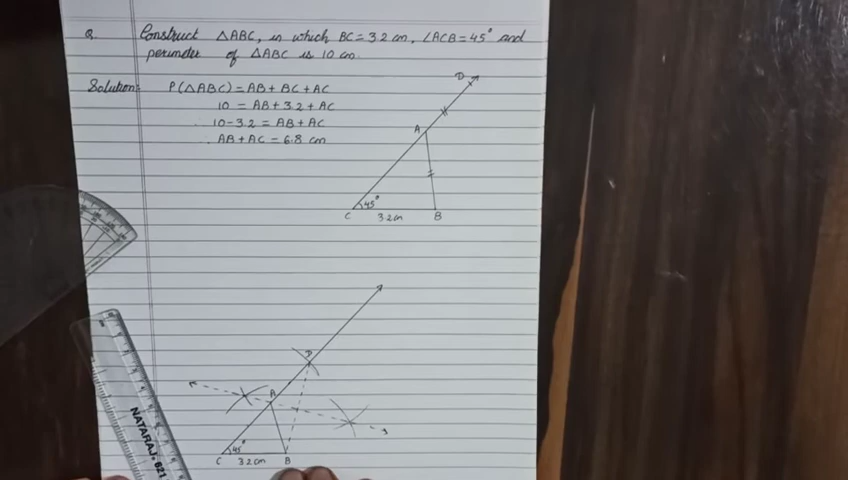 Q. Construct △ABC, in which BC = 3.2 cm, ∠ACB = 45° and
perimeter of △ABC is 10 cm.
Solution:- P(△ABC) = AB + BC + AC
10 = AB + 3.2 + AC
∴ 10 - 3.2 = AB + AC
∴ AB + AC = 6.8 cm
D
A
45°
C 3.2 cm B
D
A
45°
C 3.2 cm B
NATARAJ 621